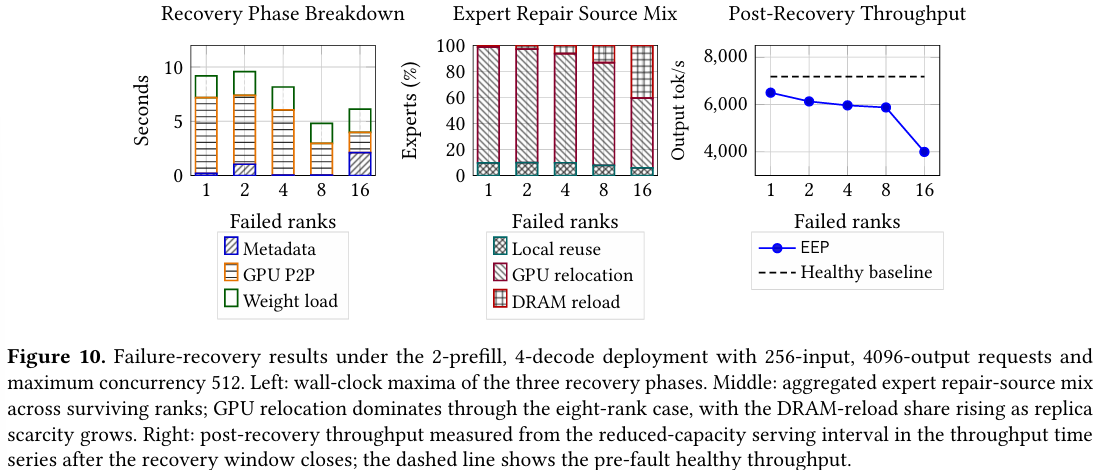 Recovery Phase Breakdown
Seconds
10
5
0
1 2 4 8 16
Failed ranks
Metadata
GPU P2P
Weight load
Expert Repair Source Mix
Experts (%)
100
80
60
40
20
0
1 2 4 8 16
Failed ranks
Local reuse
GPU relocation
DRAM reload
Post-Recovery Throughput
Output tok/s
8,000
6,000
4,000
1 2 4 8 16
Failed ranks
EEP
Healthy baseline
Figure 10. Failure-recovery results under the 2-prefill, 4-decode deployment with 256-input, 4096-output requests and
maximum concurrency 512. Left: wall-clock maxima of the three recovery phases. Middle: aggregated expert repair-source mix
across surviving ranks; GPU relocation dominates through the eight-rank case, with the DRAM-reload share rising as replica
scarcity grows. Right: post-recovery throughput measured from the reduced-capacity serving interval in the throughput time
series after the recovery window closes; the dashed line shows the pre-fault healthy throughput.